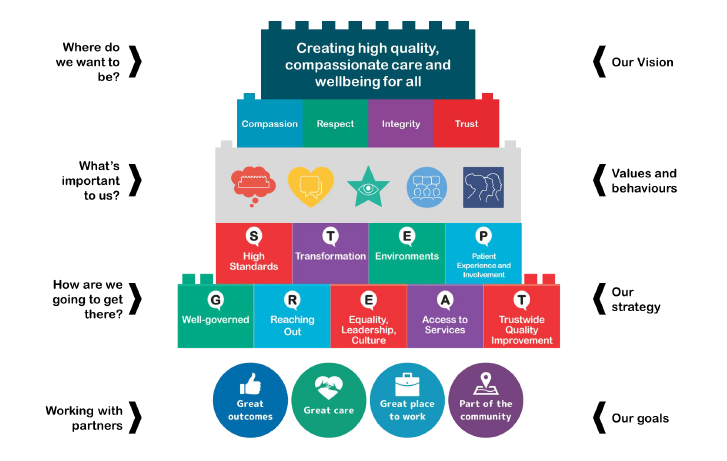 Where do
we want to
be?
Creating high quality,
compassionate care and
wellbeing for all
Our Vision
Compassion
Respect
Integrity
Trust
What's
important
to us?
Values and
behaviours
S
High
Standards
T
Transformation
E
Environments
P
Patient
Experience and
Involvement
How are we
going to get
there?
G
Well-governed
R
Reaching
Out
E
Equality,
Leadership,
Culture
A
Access to
Services
T
Trustwide
Quality
Improvement
Our
strategy
Working with
partners
Great
outcomes
Great care
Great place
to work
Part of the
community
Our goals